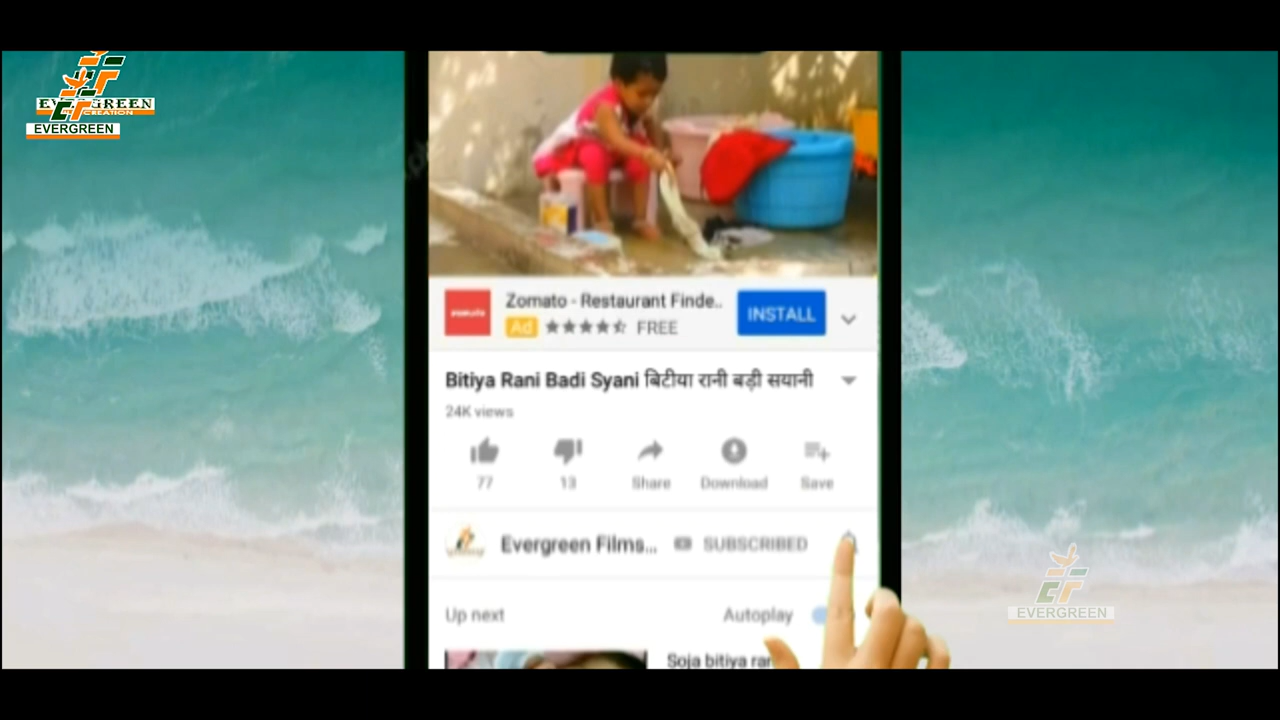 EVERGREEN
CREATION
EVERGREEN
Zomato - Restaurant Finde..
INSTALL
Ad
FREE
Bitiya Rani Badi Syani बिटीया रानी बड़ी सयानी
24K views
77
13
Share
Download
Save
Evergreen Films...
SUBSCRIBED
Up next
Autoplay
Soja bitiya
EVERGREEN